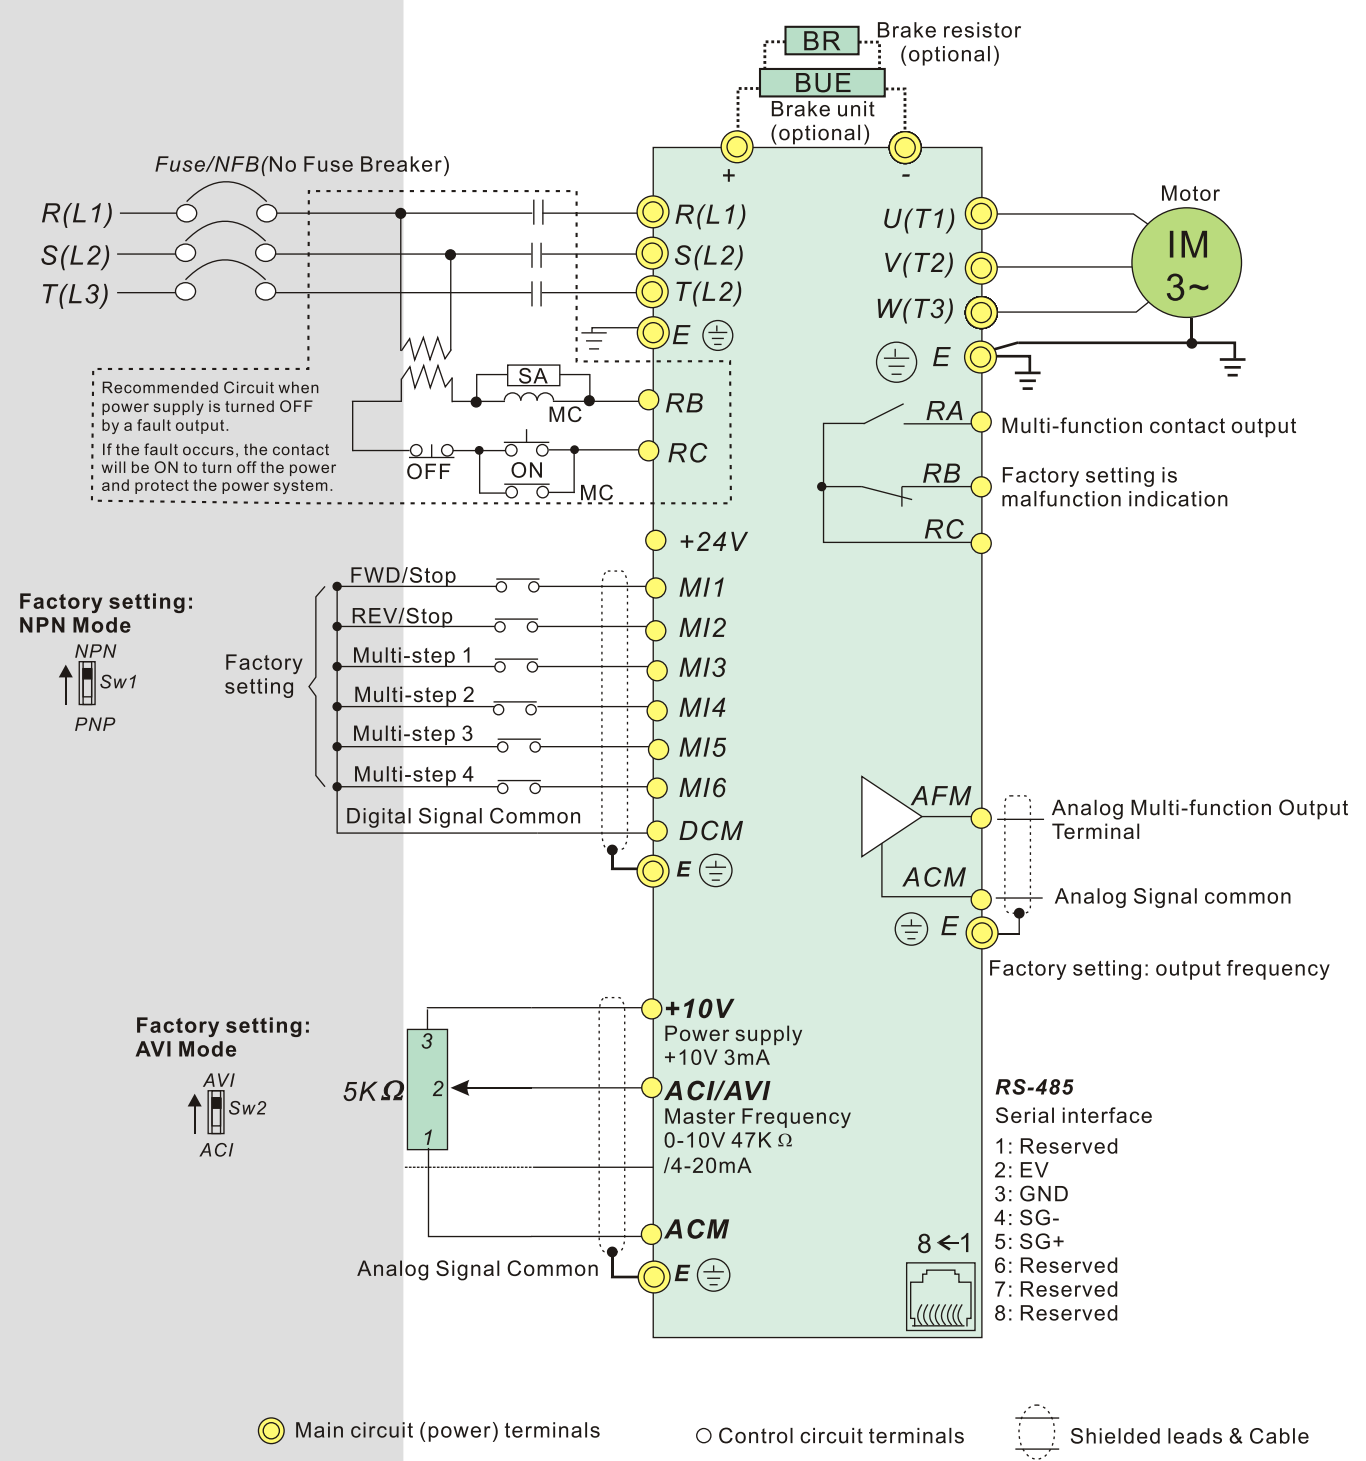 BR
Brake resistor
(optional)
BUE
Brake unit
(optional)
+
-
Fuse/NFB(No Fuse Breaker)
R(L1)
S(L2)
T(L3)
R(L1)
S(L2)
T(L2)
E
U(T1)
V(T2)
W(T3)
E
Motor
IM
3~
Recommended Circuit when
power supply is turned OFF
by a fault output.
If the fault occurs, the contact
will be ON to turn off the power
and protect the power system.
SA
MC
OFF
ON
MC
RB
RC
RA
RB
RC
Multi-function contact output
Factory setting is
malfunction indication
+24V
Factory setting:
NPN Mode
NPN
Sw1
PNP
Factory
setting
FWD/Stop
REV/Stop
Multi-step 1
Multi-step 2
Multi-step 3
Multi-step 4
Digital Signal Common
MI1
MI2
MI3
MI4
MI5
MI6
DCM
E
AFM
ACM
E
Analog Multi-function Output
Terminal
Analog Signal common
Factory setting: output frequency
Factory setting:
AVI Mode
AVI
Sw2
ACI
5KΩ
3
2
1
+10V
Power supply
+10V 3mA
ACI/AVI
Master Frequency
0-10V 47K Ω
/4-20mA
ACM
E
Analog Signal Common
RS-485
Serial interface
1: Reserved
2: EV
3: GND
4: SG-
5: SG+
6: Reserved
7: Reserved
8: Reserved
8←1
Main circuit (power) terminals
Control circuit terminals
Shielded leads & Cable